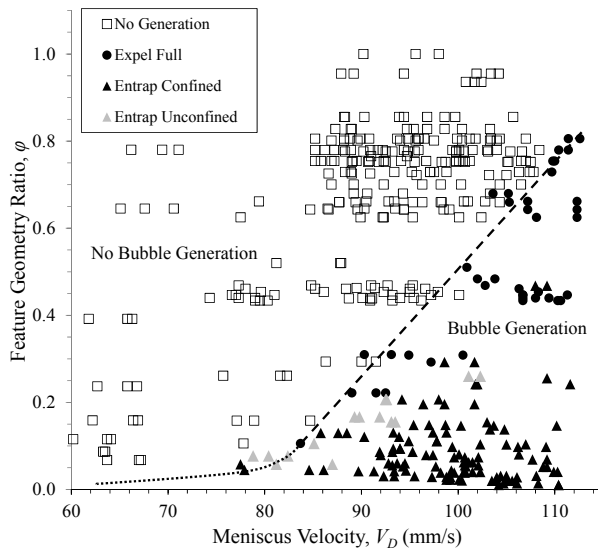 No Generation
Expel Full
Entrap Confined
Entrap Unconfined
1.0
0.8
0.6
0.4
0.2
0.0
Feature Geometry Ratio, φ
No Bubble Generation
Bubble Generation
60 70 80 90 100 110
Meniscus Velocity, V_D (mm/s)